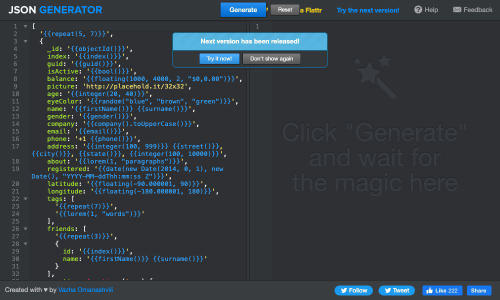 JSON GENERATOR
Generate
Reset
a Flattr
Try the next version!
Help
Feedback
Next version has been released!
Try it now!
Don't show again
1 [
2 '{{repeat(5, 7)}}',
3 {
4 _id: '{{objectId()}}',
5 index: '{{index()}}',
6 guid: '{{guid()}}',
7 isActive: '{{bool()}}',
8 balance: '{{floating(1000, 4000, 2, "$0,0.00")}}',
9 picture: 'http://placehold.it/32x32',
10 age: '{{integer(20, 40)}}',
11 eyeColor: '{{random("blue", "brown", "green")}}',
12 name: '{{firstName()}} {{surname()}}',
13 gender: '{{gender()}}',
14 company: '{{company().toUpperCase()}}',
15 email: '{{email()}}',
16 phone: '+1 {{phone()}}',
17 address: '{{integer(100, 999)}} {{street()}},
{{city()}}, {{state()}}, {{integer(100, 10000)}}',
18 about: '{{lorem(1, "paragraphs")}}',
19 registered: '{{date(new Date(2014, 0, 1), new
Date(), "YYYY-MM-ddThh:mm:ss Z")}}',
20 latitude: '{{floating(-90.000001, 90)}}',
21 longitude: '{{floating(-180.000001, 180)}}',
22 tags: [
23 '{{repeat(7)}}',
24 '{{lorem(1, "words")}}'
25 ],
26 friends: [
27 '{{repeat(3)}}',
28 {
29 id: '{{index()}}',
30 name: '{{firstName()}} {{surname()}}'
31 }
32 ],
1
Click "Generate"
and wait for
the magic here
Created with ♥ by Vazha Omanashvili
Follow
Tweet
Like 222
Share